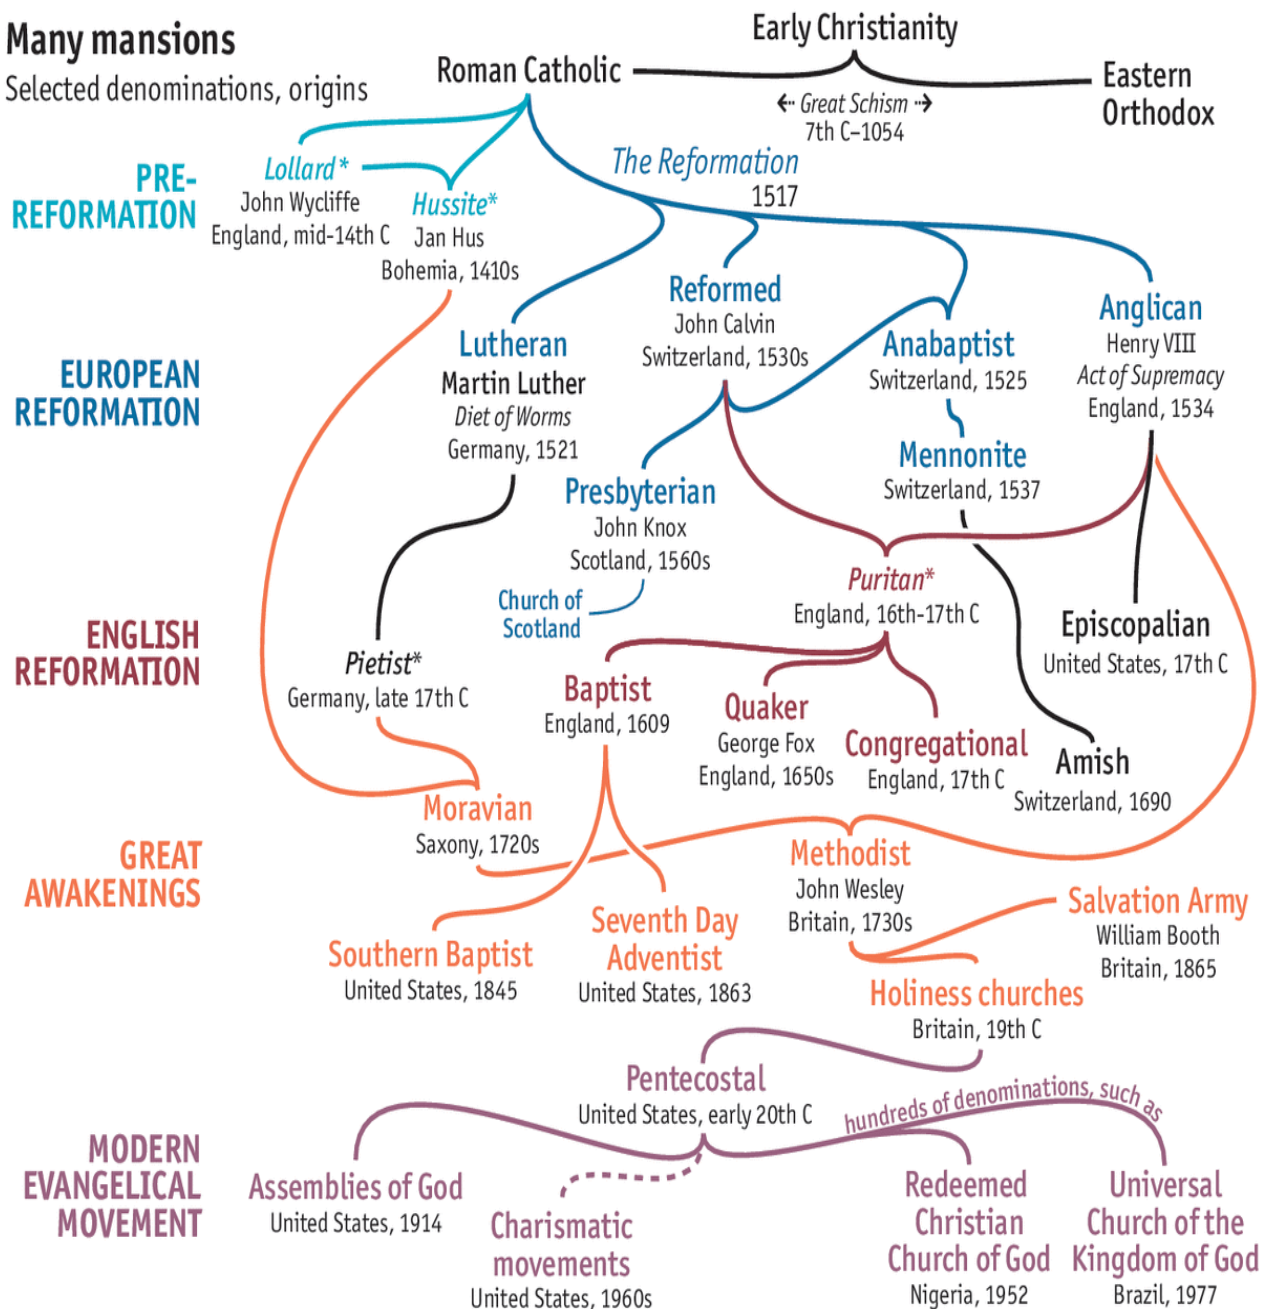 Many mansions
Selected denominations, origins
Early Christianity
Roman Catholic
Eastern
Orthodox
Great Schism
7th C–1054
PRE-
REFORMATION
Lollard*
John Wycliffe
England, mid-14th C
Hussite*
Jan Hus
Bohemia, 1410s
The Reformation
1517
EUROPEAN
REFORMATION
Lutheran
Martin Luther
Diet of Worms
Germany, 1521
Reformed
John Calvin
Switzerland, 1530s
Anabaptist
Switzerland, 1525
Anglican
Henry VIII
Act of Supremacy
England, 1534
Presbyterian
John Knox
Scotland, 1560s
Church of
Scotland
Mennonite
Switzerland, 1537
ENGLISH
REFORMATION
Pietist*
Germany, late 17th C
Puritan*
England, 16th-17th C
Episcopalian
United States, 17th C
Baptist
England, 1609
Quaker
George Fox
England, 1650s
Congregational
England, 17th C
Amish
Switzerland, 1690
GREAT
AWAKENINGS
Moravian
Saxony, 1720s
Methodist
John Wesley
Britain, 1730s
Salvation Army
William Booth
Britain, 1865
Southern Baptist
United States, 1845
Seventh Day
Adventist
United States, 1863
Holiness churches
Britain, 19th C
MODERN
EVANGELICAL
MOVEMENT
Pentecostal
United States, early 20th C
hundreds of denominations, such as
Assemblies of God
United States, 1914
Charismatic
movements
United States, 1960s
Redeemed
Christian
Church of God
Nigeria, 1952
Universal
Church of the
Kingdom of God
Brazil, 1977